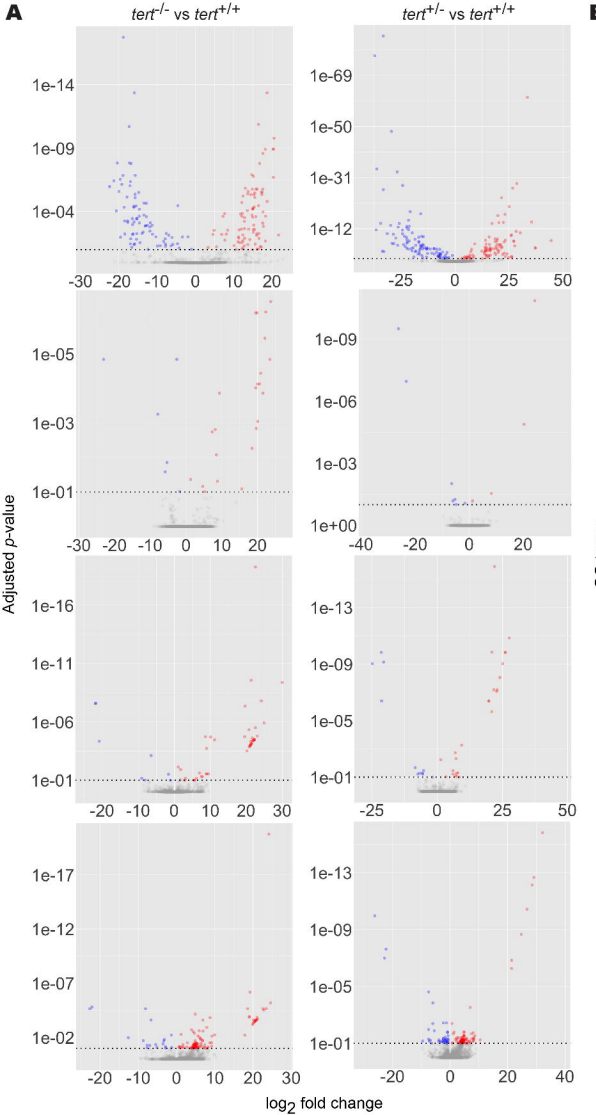 A
tert-/- vs tert+/+
tert+/- vs tert+/+
B
1e-14
1e-09
1e-04
-30 -20 -10 0 10 20
1e-69
1e-50
1e-31
1e-12
-25 0 25 50
1e-05
1e-03
1e-01
-30 -20 -10 0 10 20
1e-09
1e-06
1e-03
1e+00
-40 -20 0 20
Adjusted p-value
1e-16
1e-11
1e-06
1e-01
-20 -10 0 10 20 30
1e-13
1e-09
1e-05
1e-01
-25 0 25 50
1e-17
1e-12
1e-07
1e-02
-20 -10 0 10 20 30
1e-13
1e-09
1e-05
1e-01
-20 0 20 40
log2 fold change